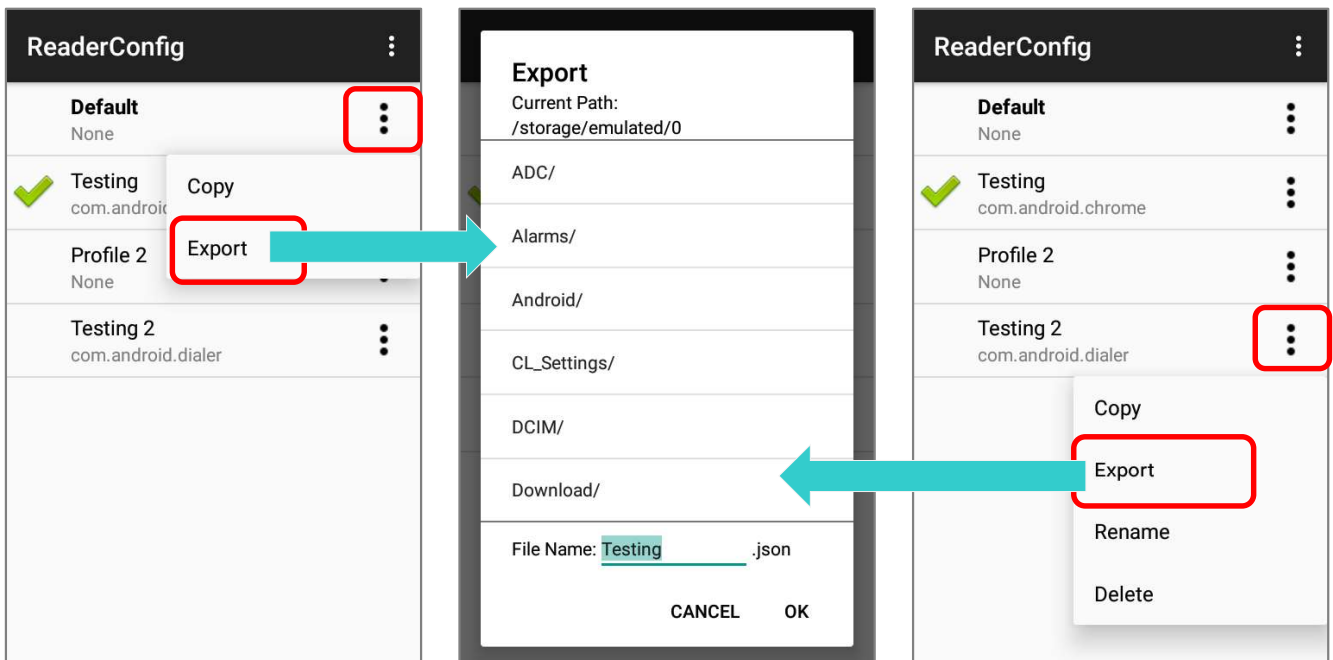 ReaderConfig
Default
None
Testing
com.androi
Copy
Export
Profile 2
None
Testing 2
com.android.dialer
Export
Current Path:
/storage/emulated/0
ADC/
Alarms/
Android/
CL_Settings/
DCIM/
Download/
File Name: Testing .json
CANCEL OK
ReaderConfig
Default
None
Testing
com.android.chrome
Profile 2
None
Testing 2
com.android.dialer
Copy
Export
Rename
Delete